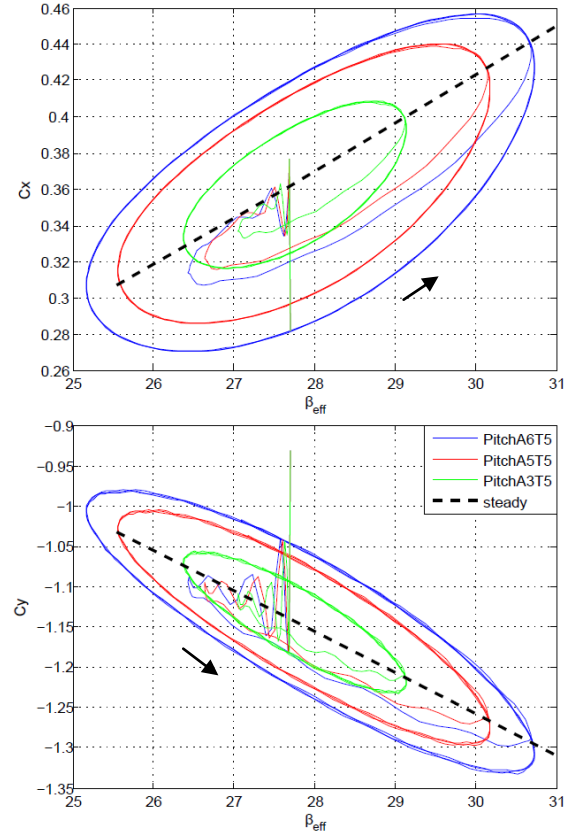 0.46
0.44
0.42
0.4
0.38
0.36
0.34
0.32
0.3
0.28
0.26
Cx
25 26 27 28 29 30 31
βeff
−0.9
−0.95
−1
−1.05
−1.1
−1.15
−1.2
−1.25
−1.3
−1.35
Cy
PitchA6T5
PitchA5T5
PitchA3T5
steady
25 26 27 28 29 30 31
βeff